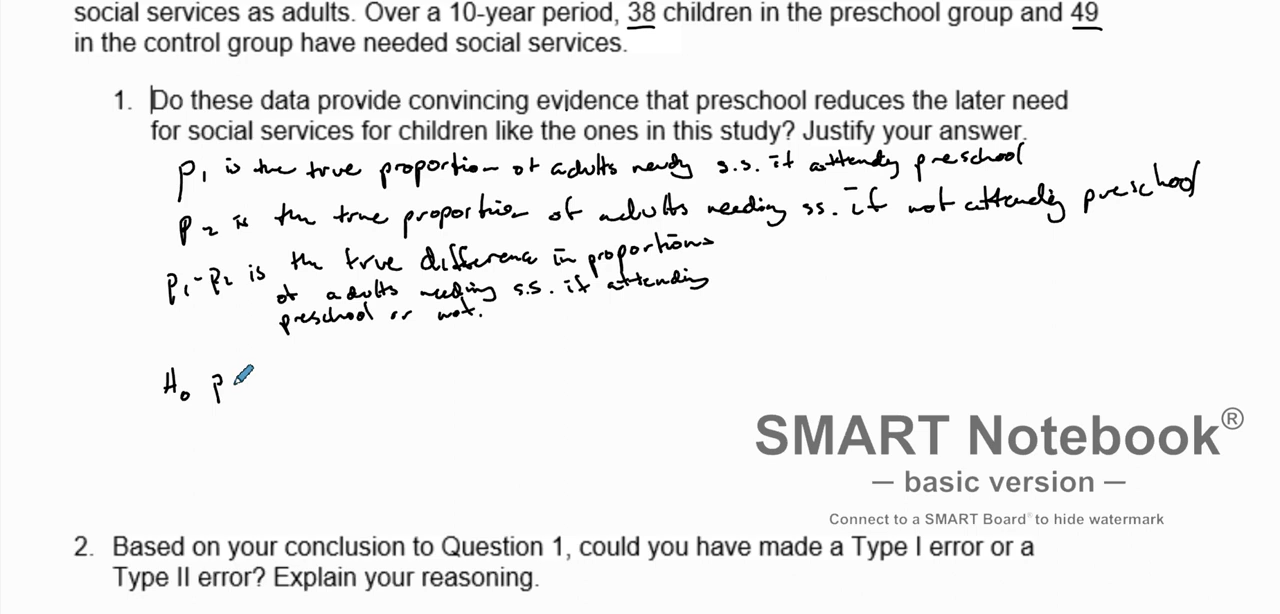 social services as adults. Over a 10-year period, 38 children in the preschool group and 49
in the control group have needed social services.
1. Do these data provide convincing evidence that preschool reduces the later need
for social services for children like the ones in this study? Justify your answer.
P1 is the true proportion of adults s.s. if attending preschool
P2 is the true proportion of adults needing ss. if not attending preschool
P1-P2 is the true difference in proportions
of adults needing s.s. if attending
preschool or not.
H0 P
SMART Notebook®
— basic version —
Connect to a SMART Board® to hide watermark
2. Based on your conclusion to Question 1, could you have made a Type I error or a
Type II error? Explain your reasoning.